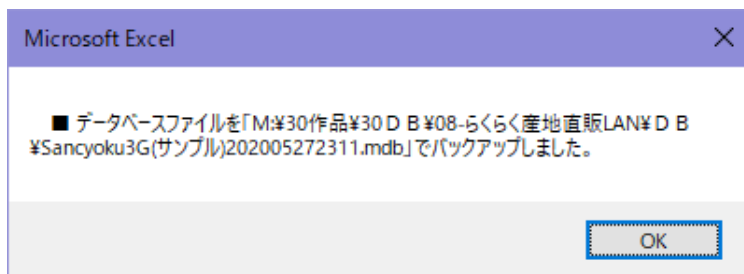 Microsoft Excel
■ データベースファイルを「M:¥30作品¥30ＤＢ¥08-らくらく産地直販LAN¥ＤＢ
¥Sancyoku3G(サンプル)202005272311.mdb」でバックアップしました。
OK